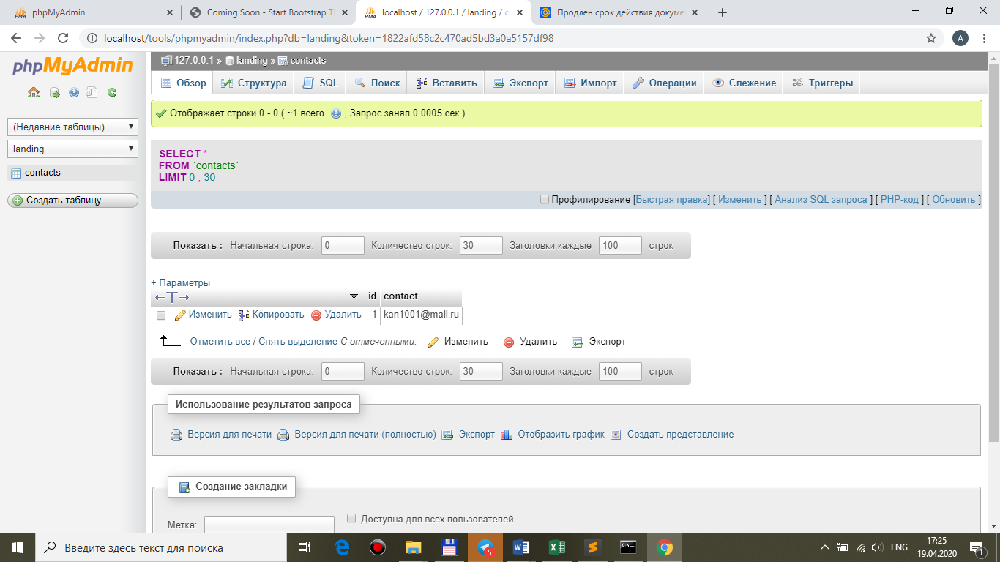 phpMyAdmin
Coming Soon - Start Bootstrap Th
localhost / 127.0.0.1 / landing / c
Продлен срок действия докуме
localhost/tools/phpmyadmin/index.php?db=landing&token=1822afd58c2c470ad5bd3a0a5157df98
A
phpMyAdmin
(Недавние таблицы) ...
landing
contacts
Создать таблицу
127.0.0.1 » landing » contacts
Обзор Структура SQL Поиск Вставить Экспорт Импорт Операции Слежение Триггеры
Отображает строки 0 - 0 ( ~1 всего , Запрос занял 0.0005 сек.)
SELECT *
FROM `contacts`
LIMIT 0 , 30
Профилирование [Быстрая правка] [ Изменить ] [ Анализ SQL запроса ] [ PHP-код ] [ Обновить ]
Показать : Начальная строка: 0 Количество строк: 30 Заголовки каждые 100 строк
+ Параметры
←T→ id contact
Изменить Копировать Удалить 1 kan1001@mail.ru
Отметить все / Снять выделение С отмеченными: Изменить Удалить Экспорт
Показать : Начальная строка: 0 Количество строк: 30 Заголовки каждые 100 строк
Использование результатов запроса
Версия для печати Версия для печати (полностью) Экспорт Отобразить график Создать представление
Создание закладки
Метка: Доступна для всех пользователей
Введите здесь текст для поиска
5
ENG
17:25
19.04.2020
1